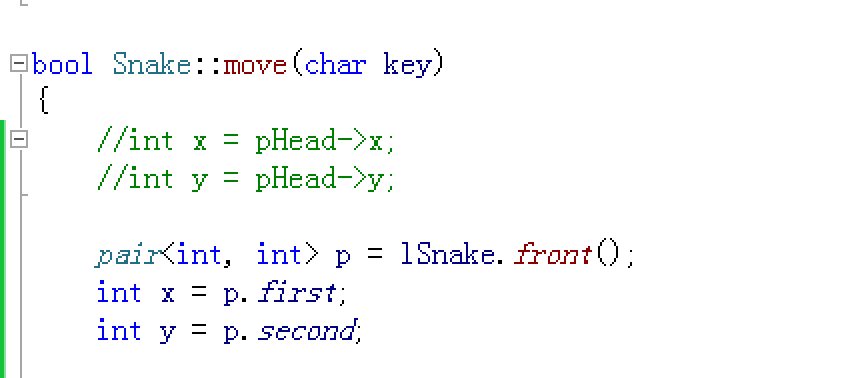 bool Snake::move(char key)
{
//int x = pHead->x;
//int y = pHead->y;
pair<int, int> p = lSnake.front();
int x = p.first;
int y = p.second;